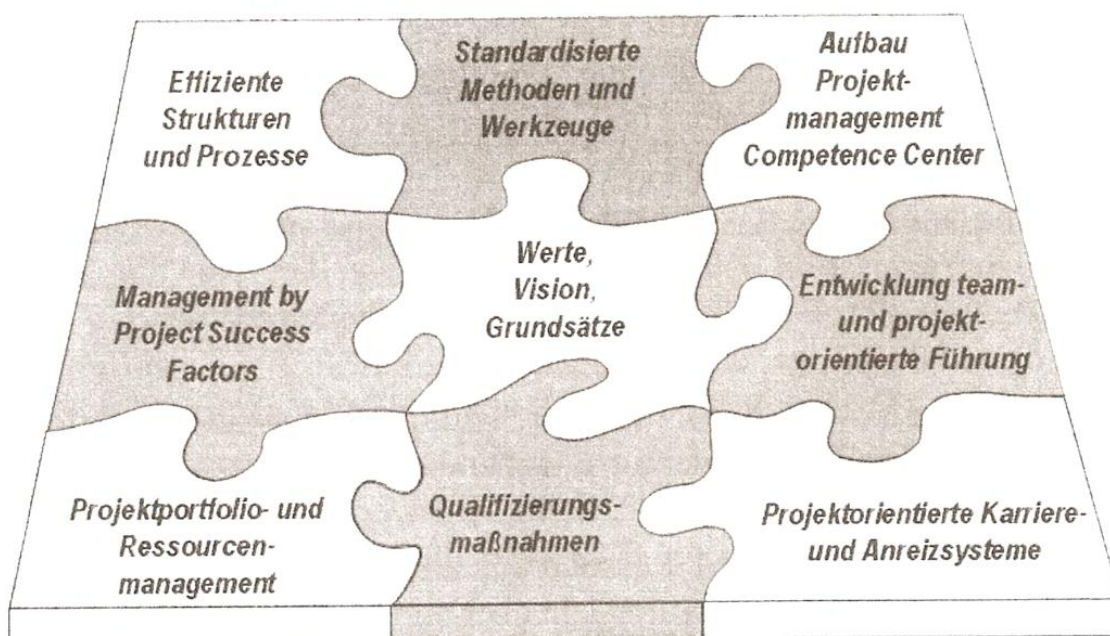 Effiziente
Strukturen
und Prozesse
Standardisierte
Methoden und
Werkzeuge
Aufbau
Projekt-
management
Competence Center
Management by
Project Success
Factors
Werte,
Vision,
Grundsätze
Entwicklung team-
und projekt-
orientierte Führung
Projektportfolio- und
Ressourcen-
management
Qualifizierungs-
maßnahmen
Projektorientierte Karriere-
und Anreizsysteme